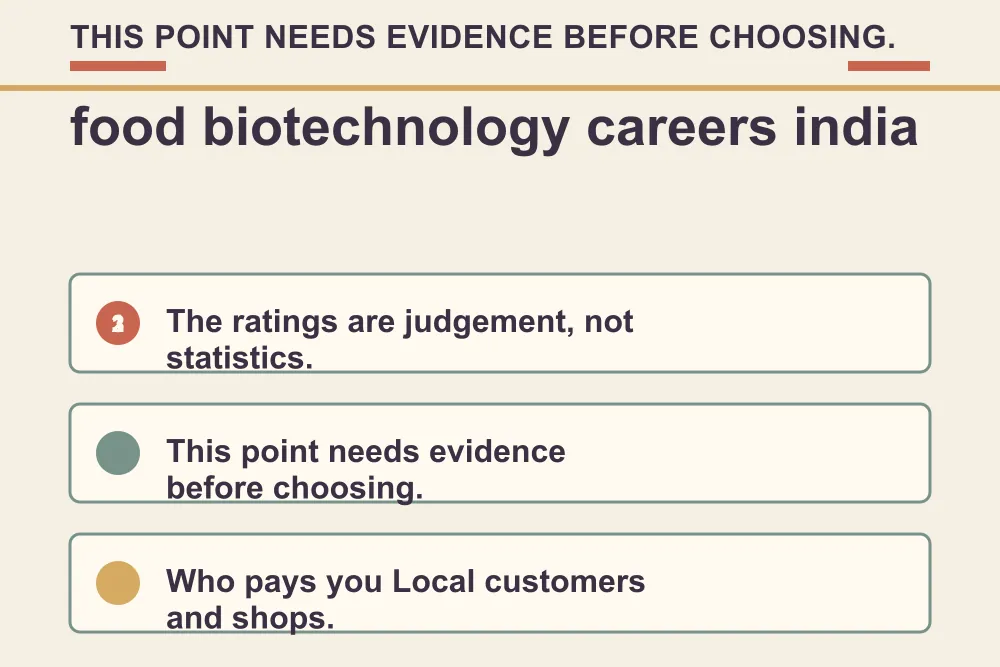 THIS POINT NEEDS EVIDENCE BEFORE CHOOSING.
food biotechnology careers india
The ratings are judgement, not
statistics.
This point needs evidence
before choosing.
Who pays you Local customers
and shops.